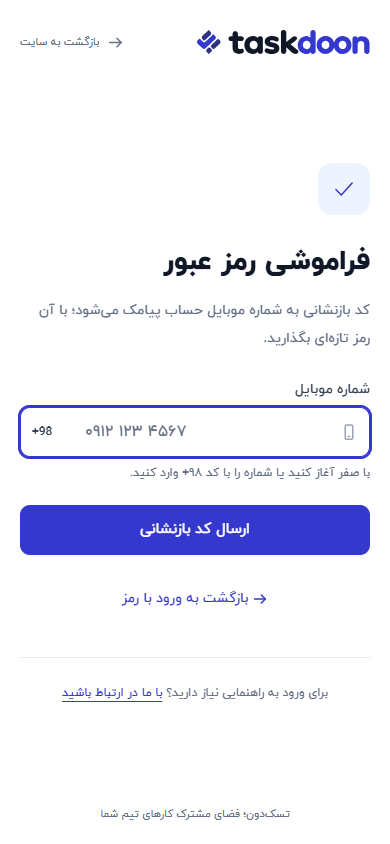 taskdoon
بازگشت به سایت
فراموشی رمز عبور
کد بازنشانی به شماره موبایل حساب پیامک می‌شود؛ با آن
رمز تازه‌ای بگذارید.
شماره موبایل
۰۹۱۲ ۱۲۳ ۴۵۶۷
+98
با صفر آغاز کنید یا شماره را با کد ۹۸+ وارد کنید.
ارسال کد بازنشانی
بازگشت به ورود با رمز
برای ورود به راهنمایی نیاز دارید؟ با ما در ارتباط باشید
تسک‌دون؛ فضای مشترک کارهای تیم شما